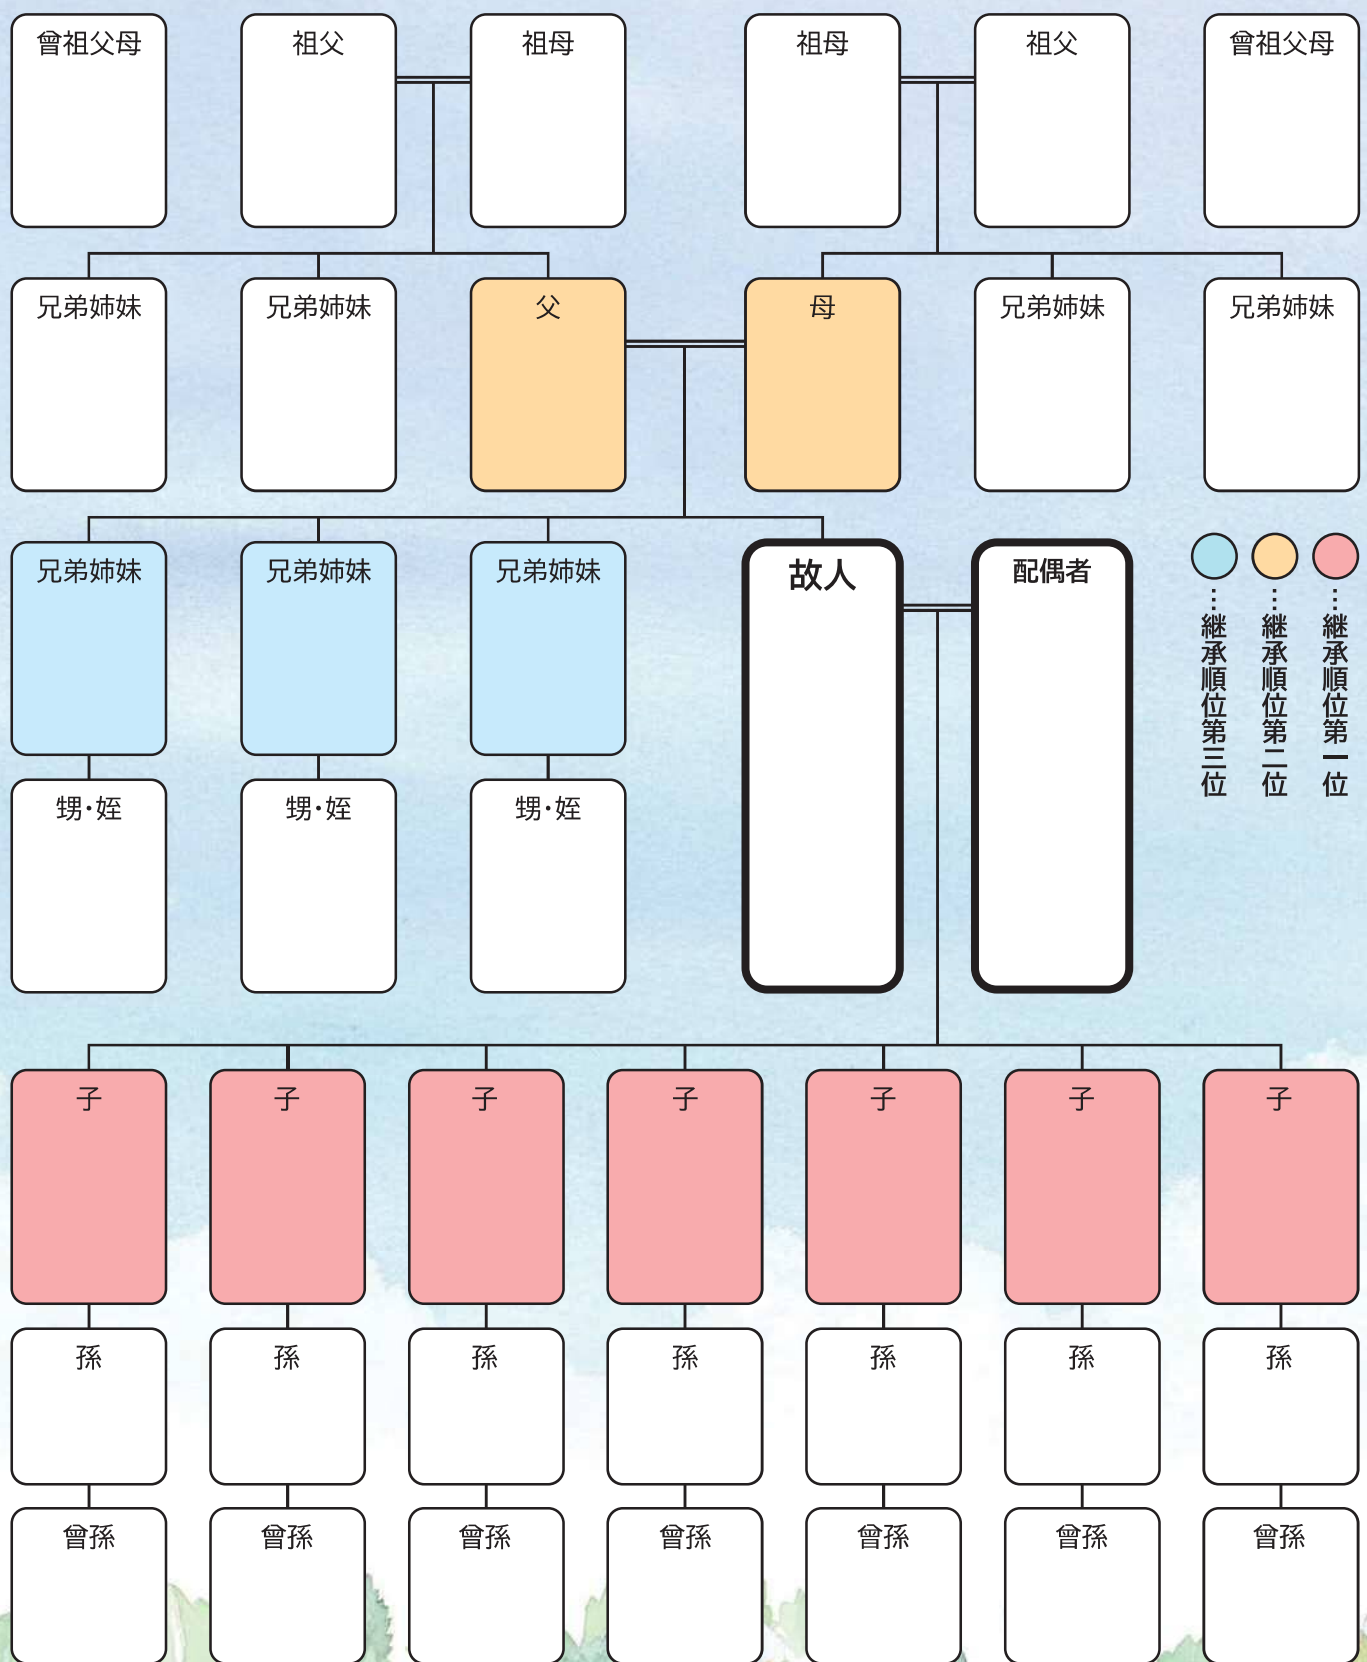 曾祖父母
祖父
祖母
祖母
祖父
曾祖父母
兄弟姉妹
兄弟姉妹
父
母
兄弟姉妹
兄弟姉妹
兄弟姉妹
兄弟姉妹
兄弟姉妹
故人
配偶者
…継承順位第一位
…継承順位第二位
…継承順位第三位
甥・姪
甥・姪
甥・姪
子
子
子
子
子
子
子
孫
孫
孫
孫
孫
孫
孫
曾孫
曾孫
曾孫
曾孫
曾孫
曾孫
曾孫